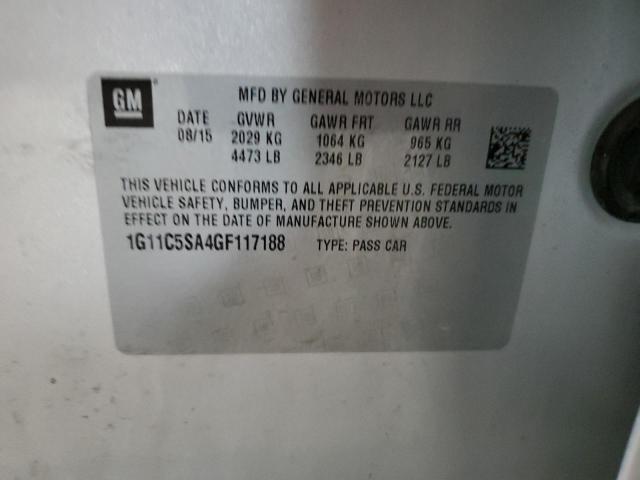 GM
MFD BY GENERAL MOTORS LLC
DATE GVWR GAWR FRT GAWR RR
08/15 2029 KG 1064 KG 965 KG
4473 LB 2346 LB 2127 LB
THIS VEHICLE CONFORMS TO ALL APPLICABLE U.S. FEDERAL MOTOR
VEHICLE SAFETY, BUMPER, AND THEFT PREVENTION STANDARDS IN
EFFECT ON THE DATE OF MANUFACTURE SHOWN ABOVE.
1G11C5SA4GF117188 TYPE: PASS CAR